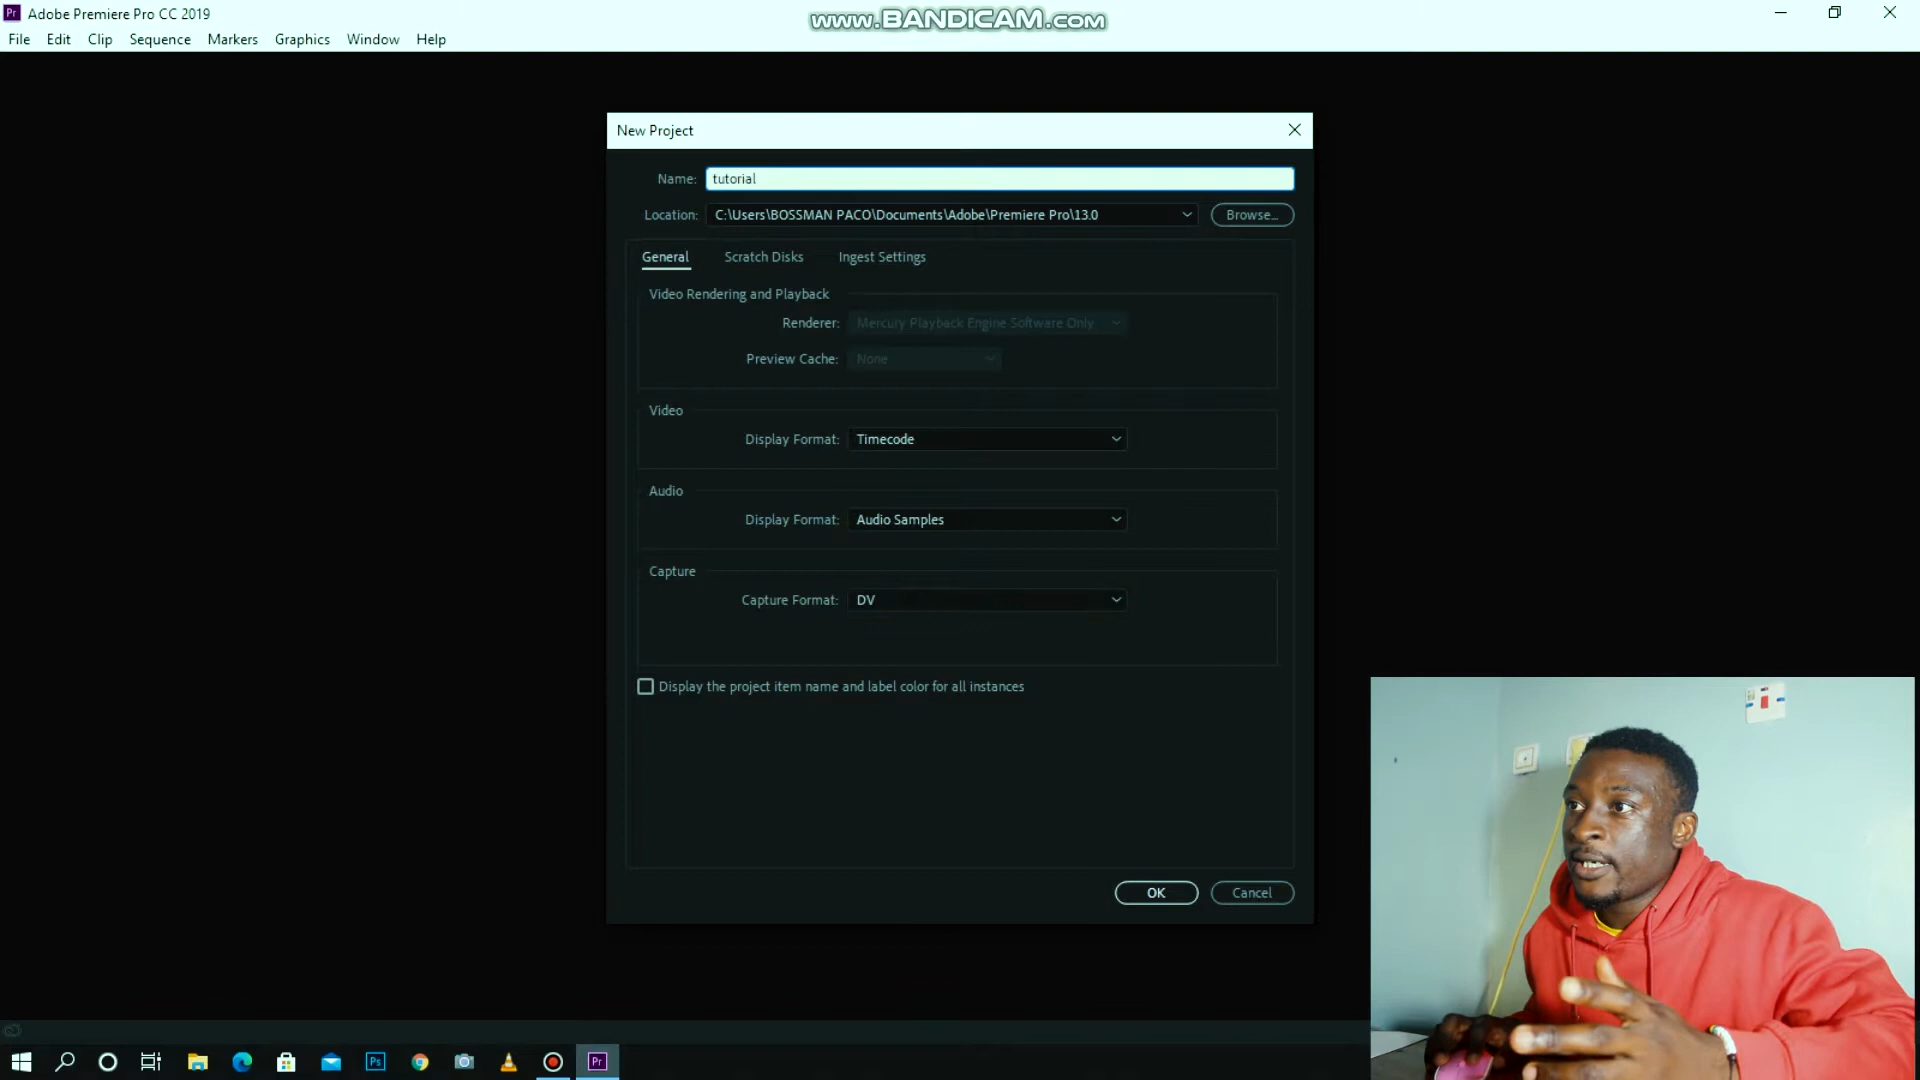 Pr Adobe Premiere Pro CC 2019
www.BANDICAM.com
File Edit Clip Sequence Markers Graphics Window Help
New Project
Name: tutorial
Location: C:\Users\BOSSMAN PACO\Documents\Adobe\Premiere Pro\13.0 Browse...
General Scratch Disks Ingest Settings
Video Rendering and Playback
Renderer: Mercury Playback Engine Software Only
Preview Cache: None
Video
Display Format: Timecode
Audio
Display Format: Audio Samples
Capture
Capture Format: DV
Display the project item name and label color for all instances
OK Cancel
Ps Pr